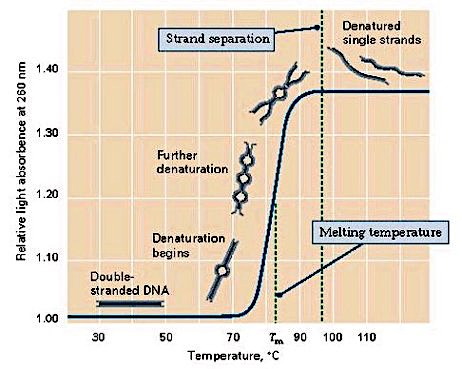 Strand separation
Denatured
single strands
Relative light absorbence at 260 nm
1.40
1.30
1.20
1.10
1.00
Further
denaturation
Denaturation
begins
Melting temperature
Double-
stranded DNA
30 50 70 Tm 90 100 110
Temperature, °C